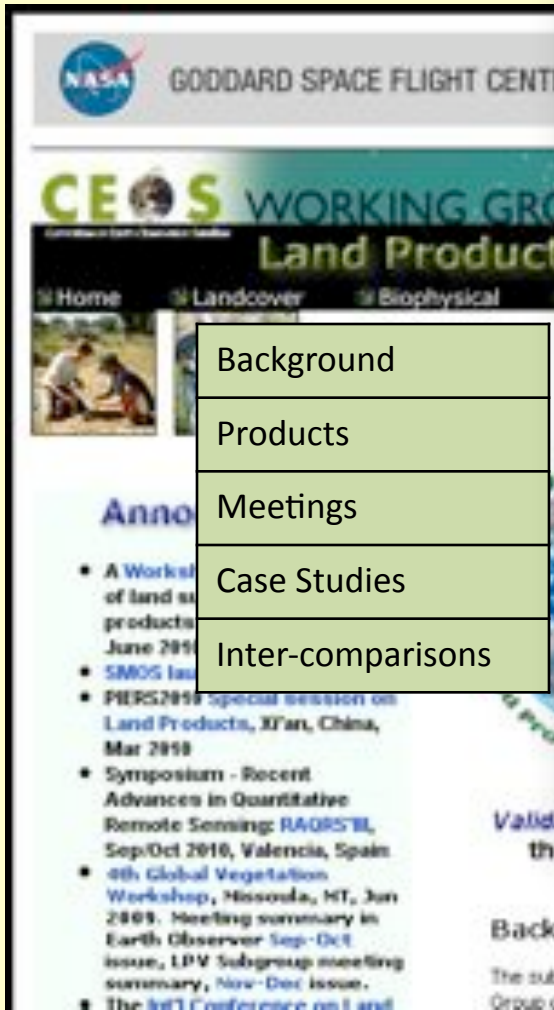 NASA
GODDARD SPACE FLIGHT CENT
CEOS WORKING GRO
Land Product
Home Landcover Biophysical
Background
Products
Meetings
Case Studies
Inter-comparisons
Anno
• A Worksh
of land su
products
June 201
• SMOS lau
• PIERS2010 Special Session on
Land Products, Xi'an, China,
Mar 2010
• Symposium - Recent
Advances in Quantitative
Remote Sensing: RAQRS'III,
Sep/Oct 2010, Valencia, Spain
• 4th Global Vegetation
Workshop, Missoula, MT, Jun
2009. Meeting summary in
Earth Observer Sep-Oct
issue, LPV Subgroup meeting
summary, Nov-Dec issue.
• The Int'l Conference on Land
Valid
th
Back
The sub
Group